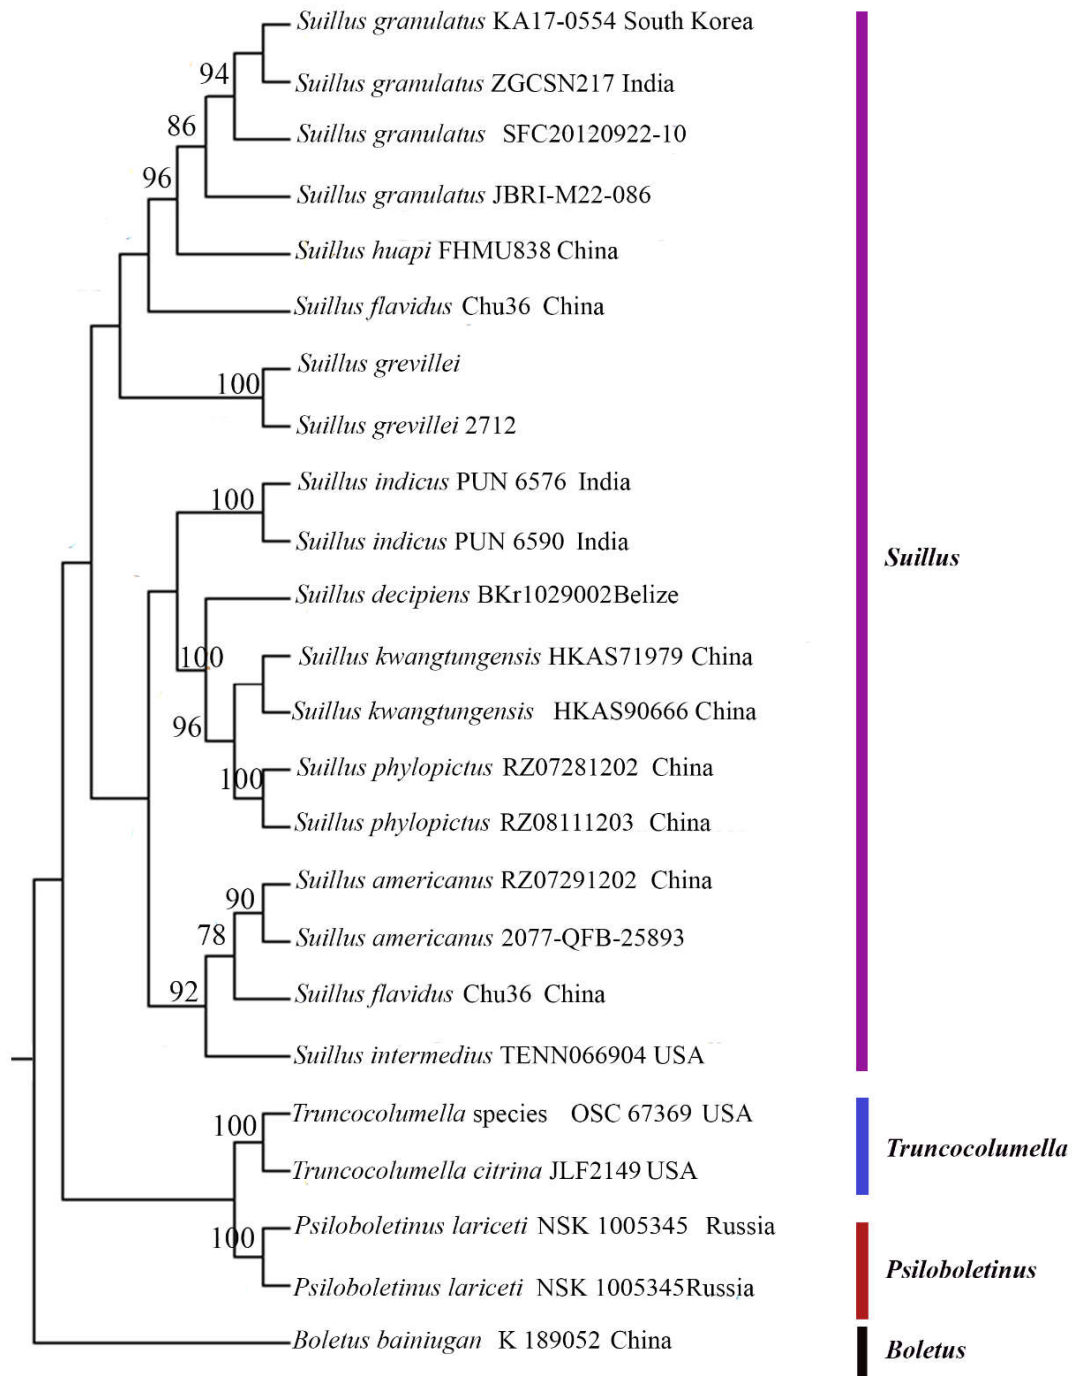 Suillus granulatus KA17-0554 South Korea
94
Suillus granulatus ZGCSN217 India
86
Suillus granulatus SFC20120922-10
96
Suillus granulatus JBRI-M22-086
Suillus huapi FHMU838 China
Suillus flavidus Chu36 China
Suillus grevillei
100
Suillus grevillei 2712
Suillus indicus PUN 6576 India
100
Suillus indicus PUN 6590 India
Suillus
Suillus decipiens BKr1029002Belize
100
Suillus kwangtungensis HKAS71979 China
Suillus kwangtungensis HKAS90666 China
96
Suillus phylopictus RZ07281202 China
100
Suillus phylopictus RZ08111203 China
Suillus americanus RZ07291202 China
90
Suillus americanus 2077-QFB-25893
78
Suillus flavidus Chu36 China
92
Suillus intermedius TENN066904 USA
Truncocolumella species OSC 67369 USA
100
Truncocolumella
Truncocolumella citrina JLF2149 USA
Psiloboletinus lariceti NSK 1005345 Russia
100
Psiloboletinus
Psiloboletinus lariceti NSK 1005345Russia
Boletus bainiugan K 189052 China
Boletus